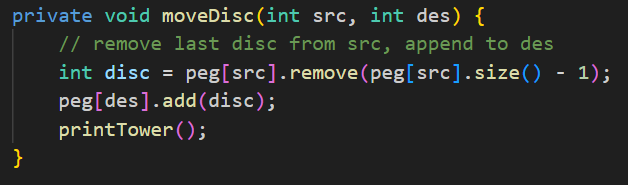 private void moveDisc(int src, int des) {
    // remove last disc from src, append to des
    int disc = peg[src].remove(peg[src].size() - 1);
    peg[des].add(disc);
    printTower();
}